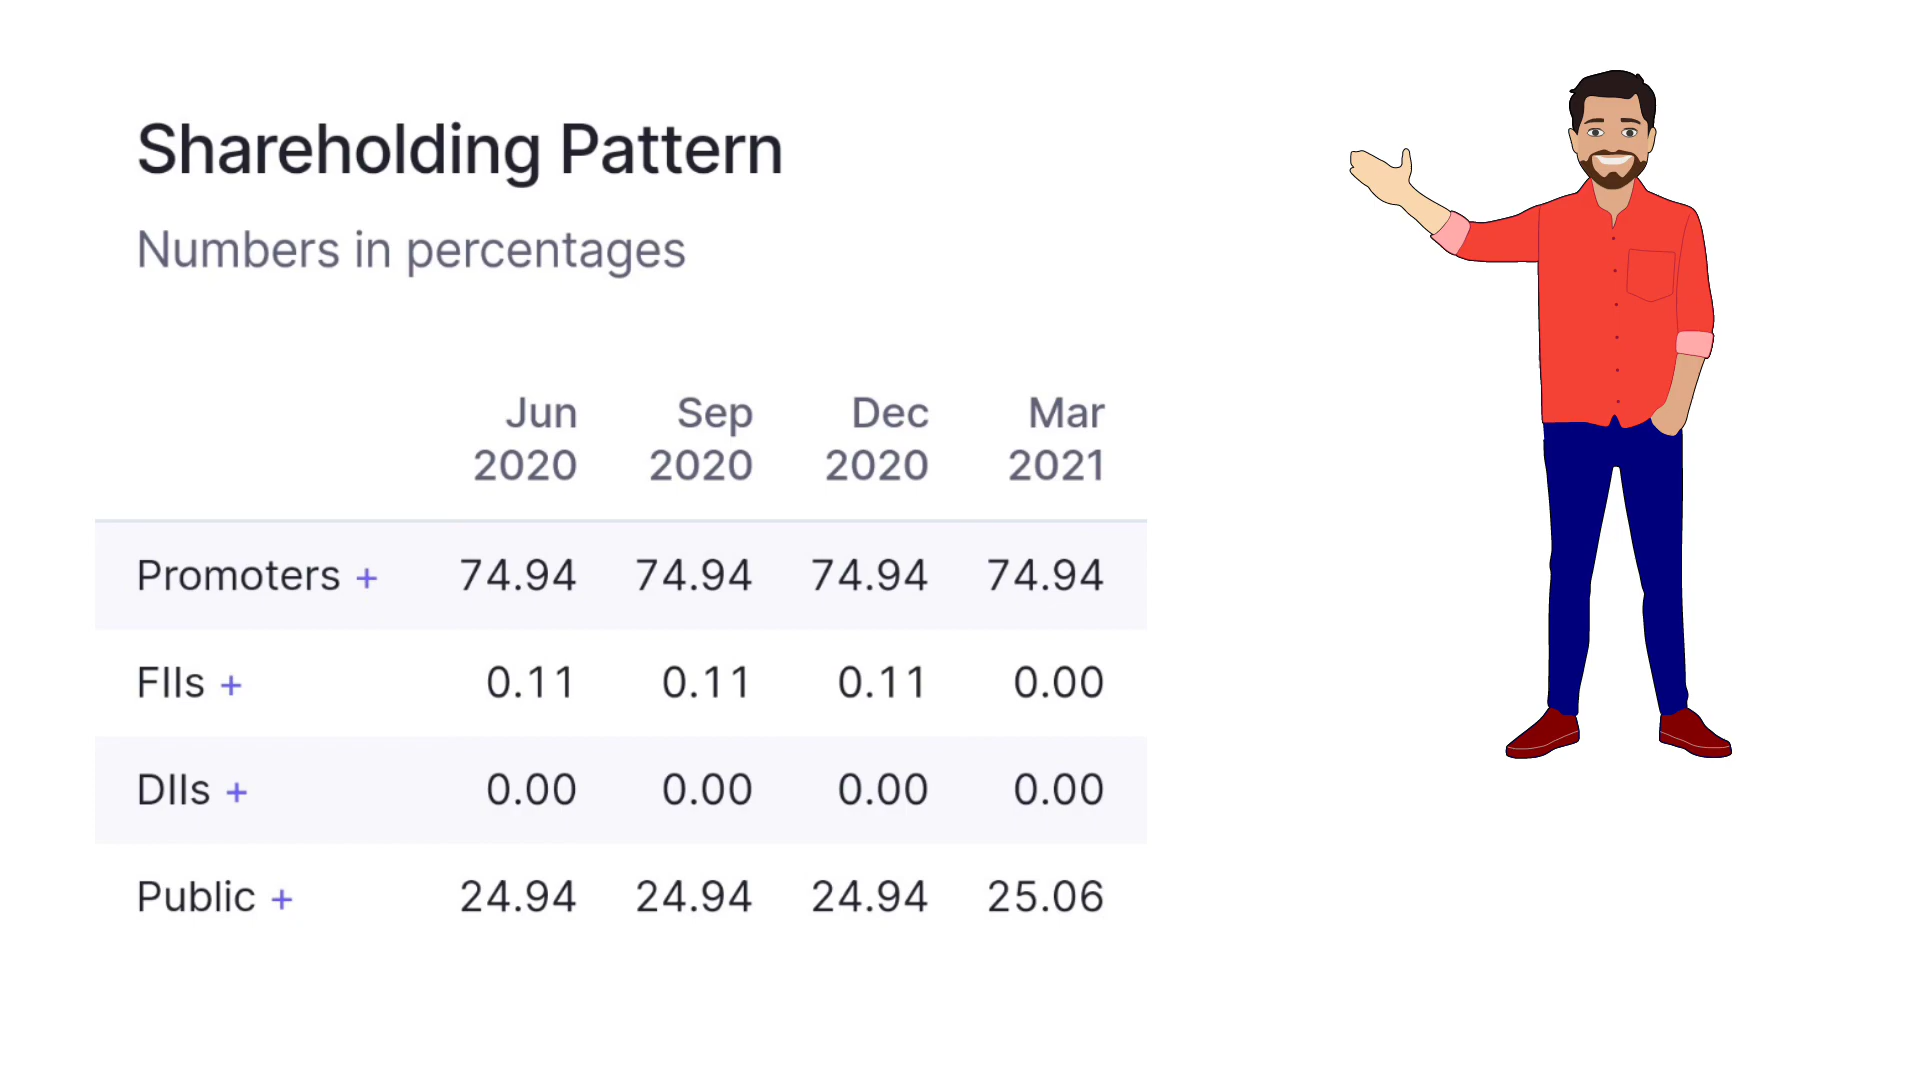 Shareholding Pattern
Numbers in percentages
Jun 2020 Sep 2020 Dec 2020 Mar 2021
Promoters + 74.94 74.94 74.94 74.94
FIIs + 0.11 0.11 0.11 0.00
DIIs + 0.00 0.00 0.00 0.00
Public + 24.94 24.94 24.94 25.06